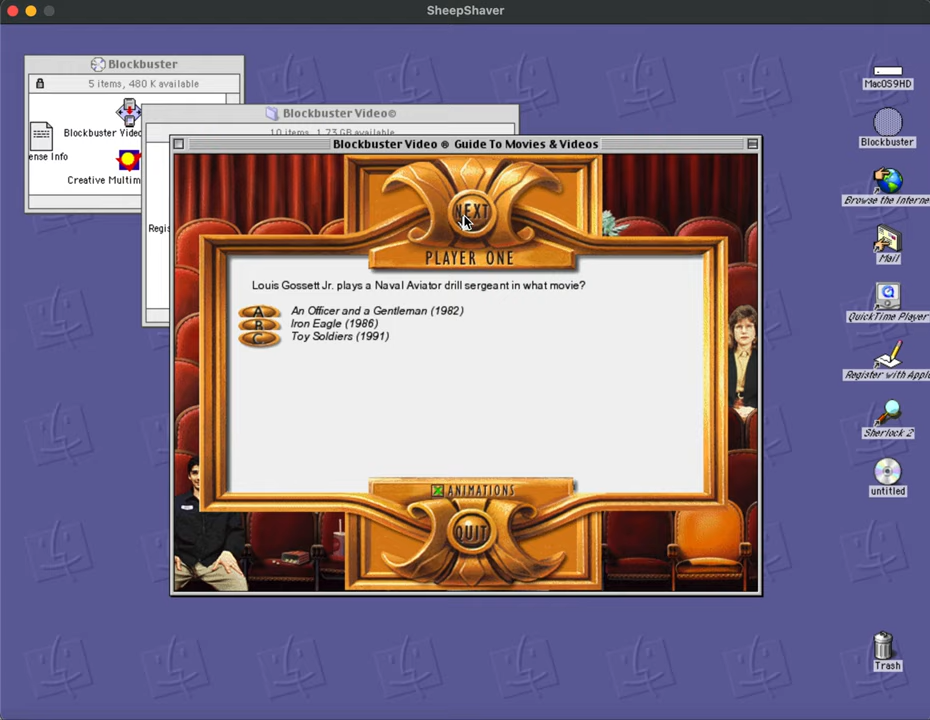 SheepShaver
Blockbuster
5 items, 480 K available
Blockbuster Vide
ense Info
Creative Multim
Blockbuster Video©
10 items, 1.73 GB available
Regis
Blockbuster Video ® Guide To Movies & Videos
NEXT
PLAYER ONE
Louis Gossett Jr. plays a Naval Aviator drill sergeant in what movie?
A An Officer and a Gentleman (1982)
B Iron Eagle (1986)
C Toy Soldiers (1991)
ANIMATIONS
QUIT
MacOS9HD
Blockbuster
Browse the Interne
Mail
QuickTime Player
Register with Apple
Sherlock 2
untitled
Trash